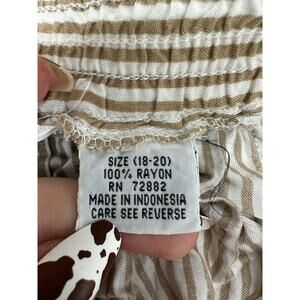 SIZE (18-20)
100% RAYON
RN 72882
MADE IN INDONESIA
CARE SEE REVERSE